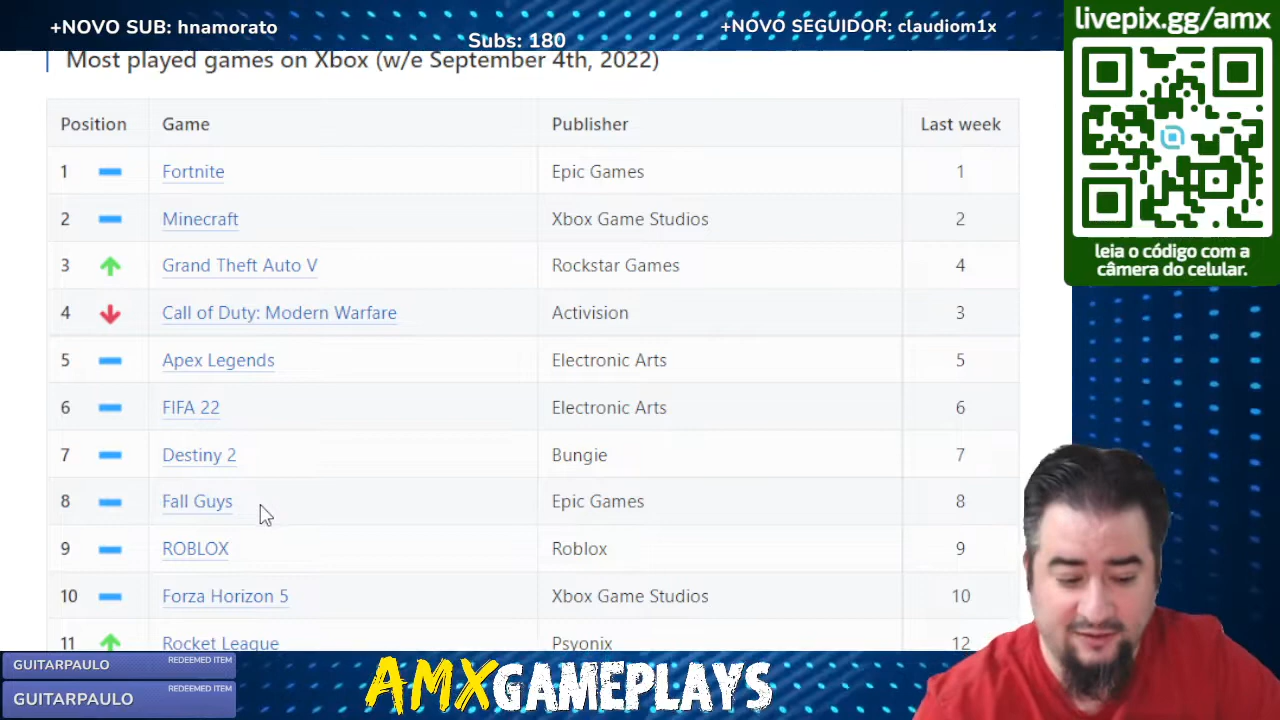 +NOVO SUB: hnamorato
Subs: 180
+NOVO SEGUIDOR: claudiom1x
livepix.gg/amx
leia o código com a
câmera do celular.
Most played games on Xbox (w/e September 4th, 2022)
Position Game Publisher Last week
1 Fortnite Epic Games 1
2 Minecraft Xbox Game Studios 2
3 Grand Theft Auto V Rockstar Games 4
4 Call of Duty: Modern Warfare Activision 3
5 Apex Legends Electronic Arts 5
6 FIFA 22 Electronic Arts 6
7 Destiny 2 Bungie 7
8 Fall Guys Epic Games 8
9 ROBLOX Roblox 9
10 Forza Horizon 5 Xbox Game Studios 10
11 Rocket League Psyonix 12
GUITARPAULO REDEEMED ITEM
GUITARPAULO REDEEMED ITEM
AMXGAMEPLAYS